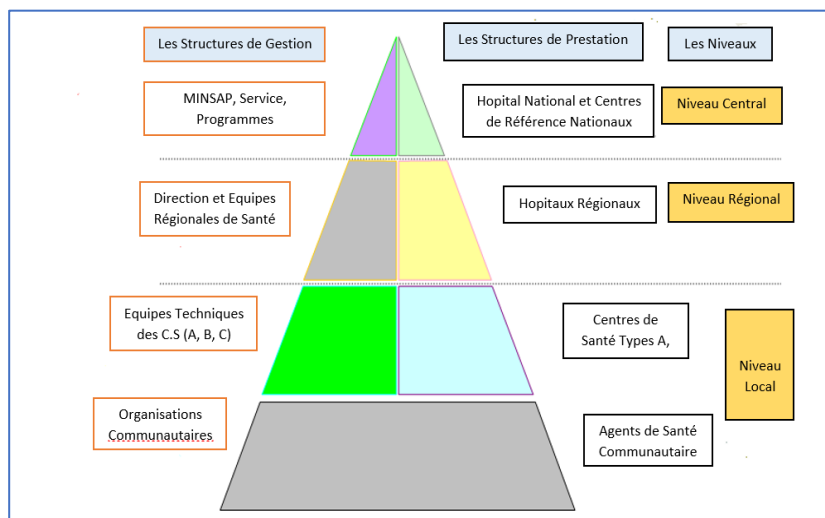 Les Structures de Gestion
Les Structures de Prestation
Les Niveaux
MINSAP, Service,
Programmes
Hopital National et Centres
de Référence Nationaux
Niveau Central
Direction et Equipes
Régionales de Santé
Hopitaux Régionaux
Niveau Régional
Equipes Techniques
des C.S (A, B, C)
Centres de
Santé Types A,
Niveau
Local
Organisations
Communautaires
Agents de Santé
Communautaire